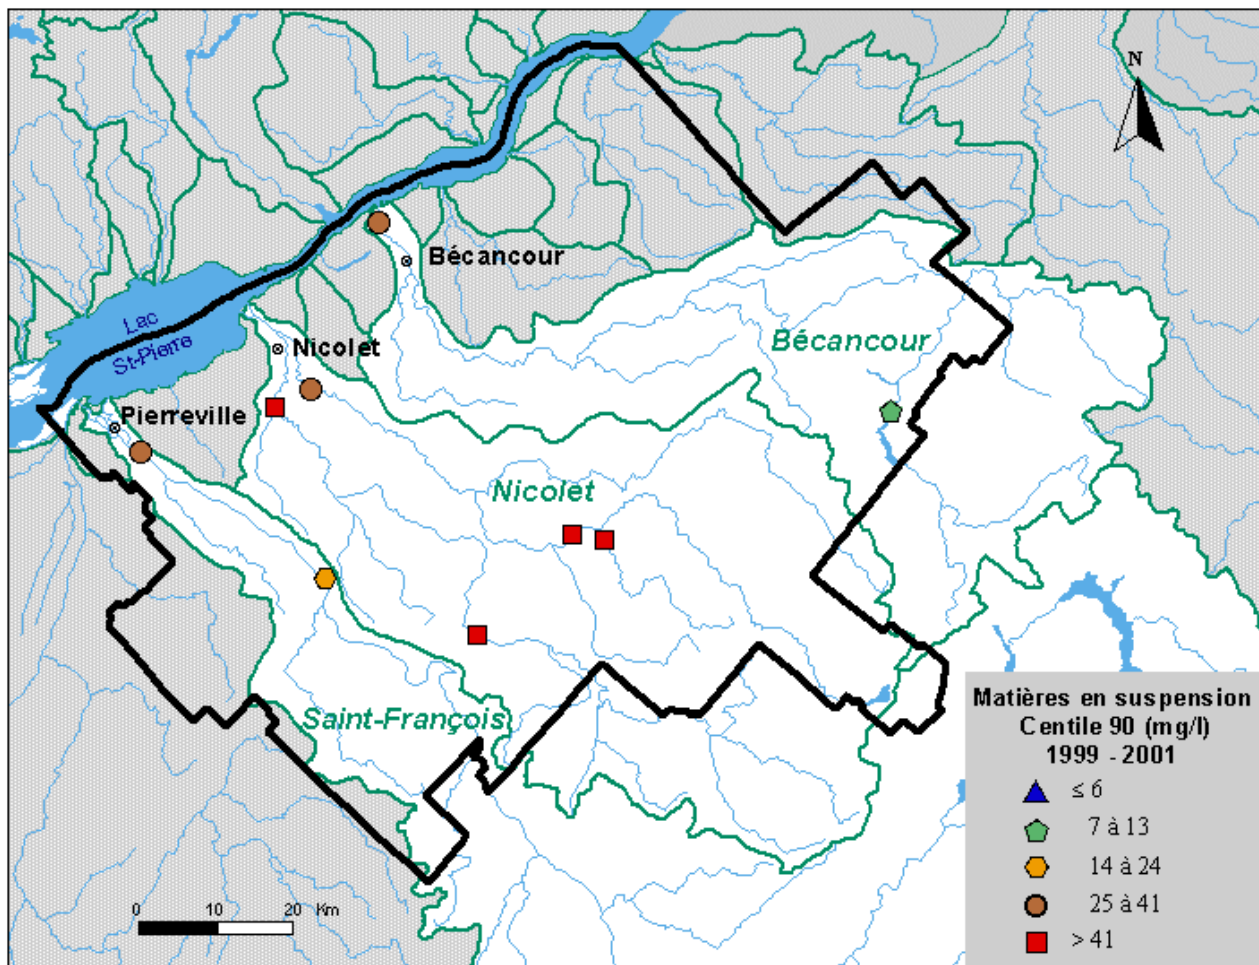 N
Bécancour
Lac
St-Pierre
Nicolet
Bécancour
Pierreville
Nicolet
Saint-François
0 10 20 Km
Matières en suspension
Centile 90 (mg/l)
1999 - 2001
≤ 6
7 à 13
14 à 24
25 à 41
> 41